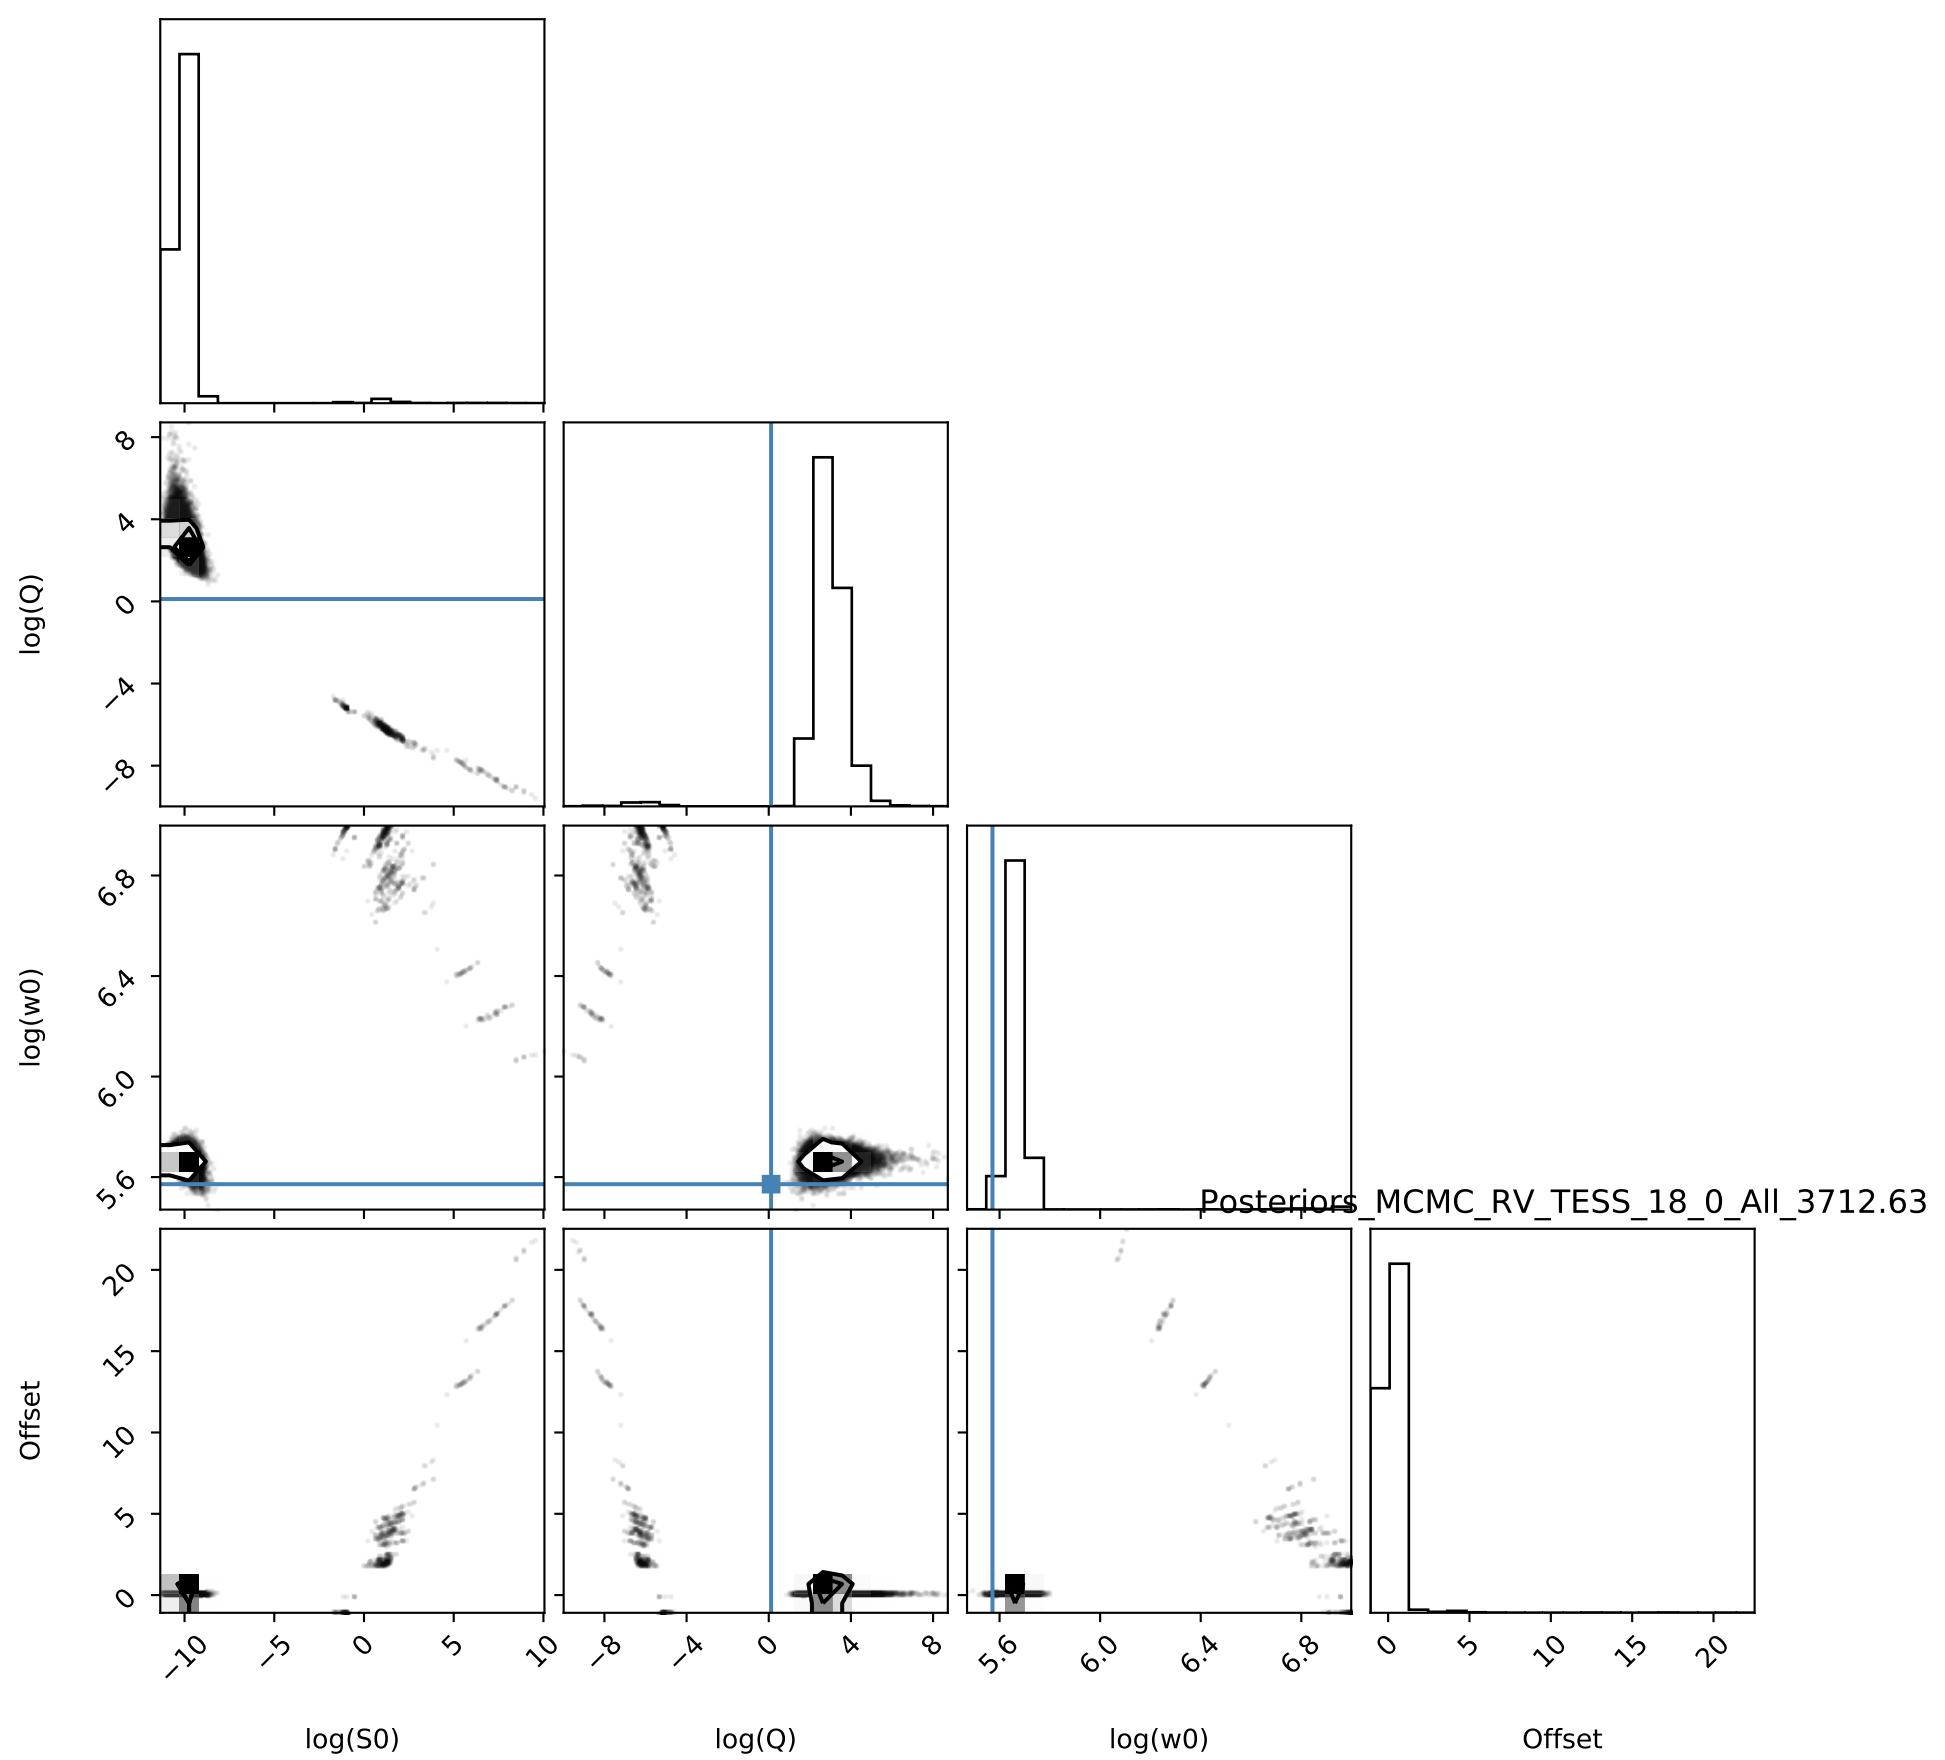 8
4
0
−4
−8
log(Q)
6.8
6.4
6.0
5.6
log(w0)
Posteriors_MCMC_RV_TESS_18_0_All_3712.63
20
15
10
5
0
Offset
−10 −5 0 5 10
−8 −4 0 4 8
5.6 6.0 6.4 6.8
0 5 10 15 20
log(S0) log(Q) log(w0) Offset